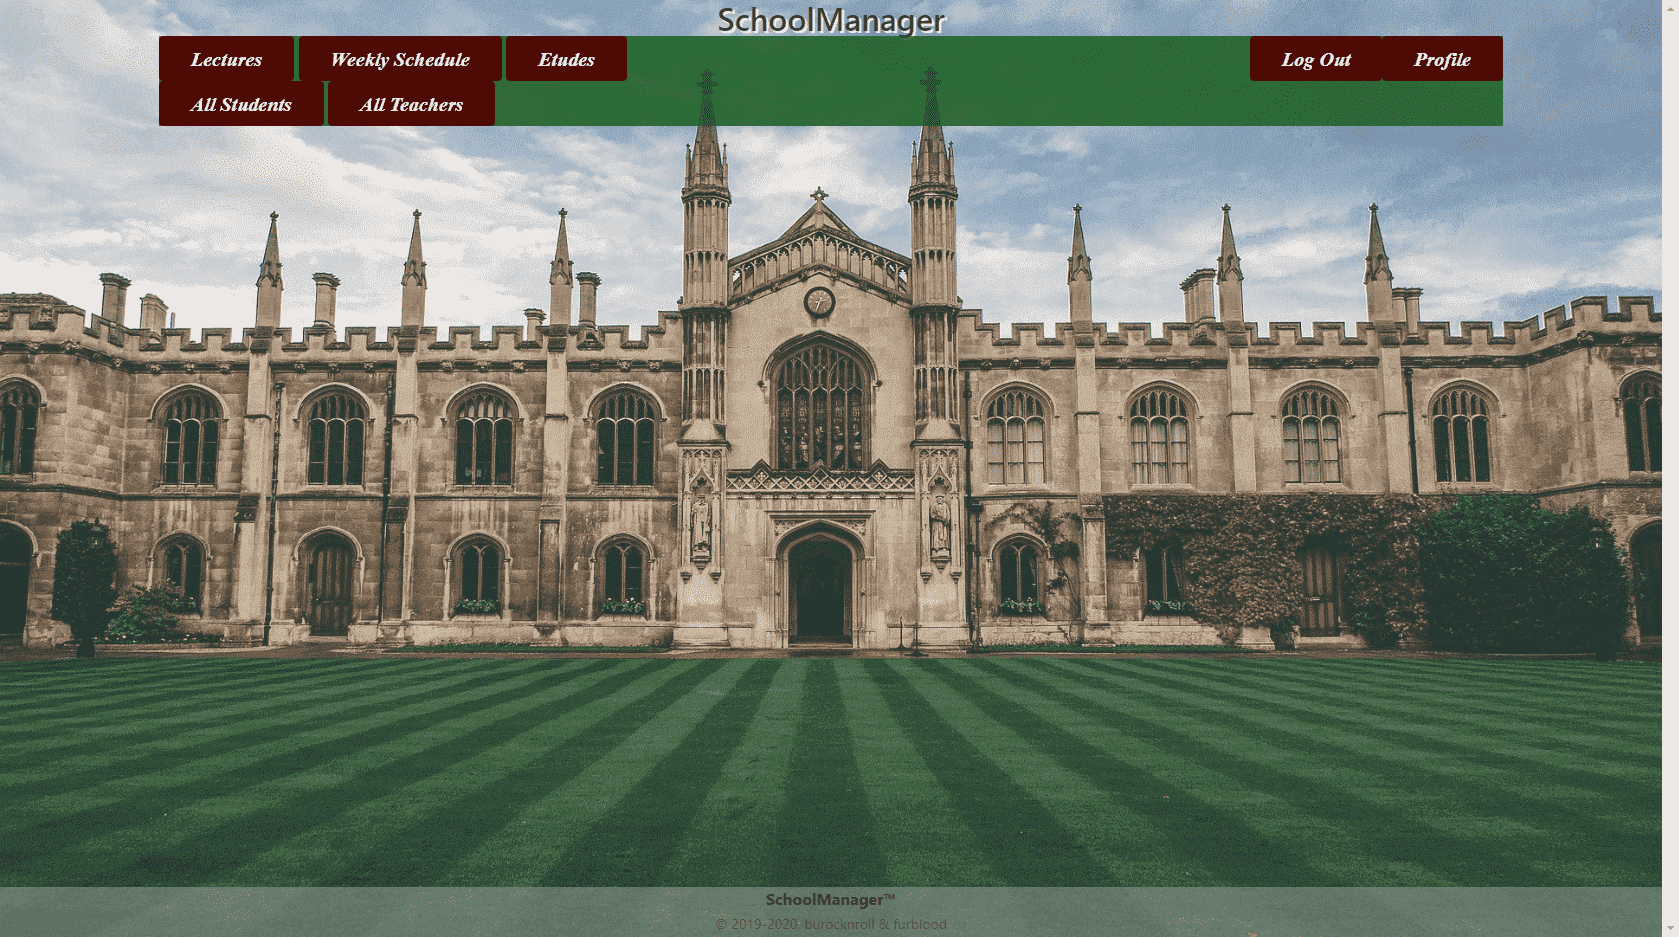 SchoolManager
Lectures Weekly Schedule Etudes Log Out Profile
All Students All Teachers
SchoolManager™
© 2019-2020, burocknroll & furblood